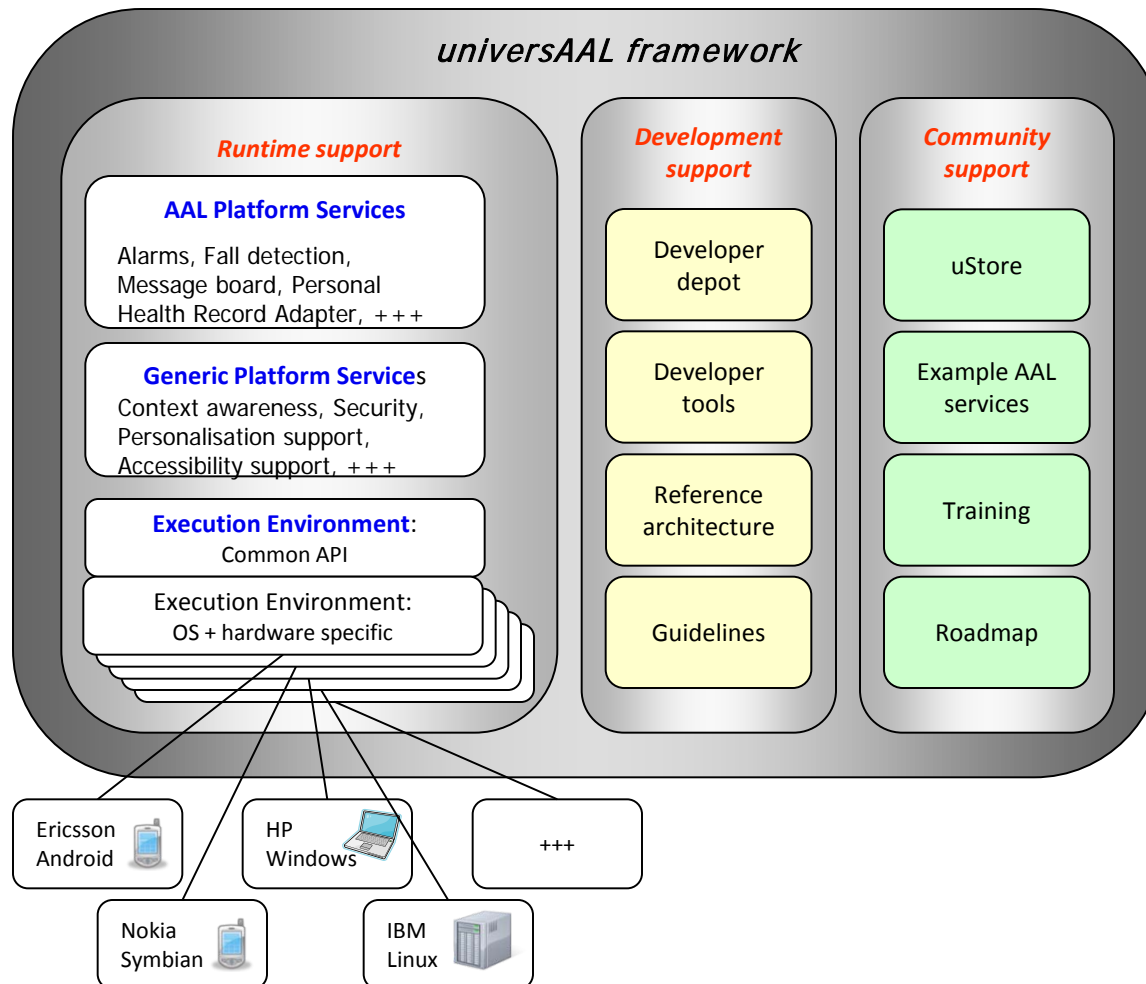 universAAL framework
Runtime support
AAL Platform Services
Alarms, Fall detection,
Message board, Personal
Health Record Adapter, +++
Generic Platform Services
Context awareness, Security,
Personalisation support,
Accessibility support, +++
Execution Environment:
Common API
Execution Environment:
OS + hardware specific
Development
support
Developer
depot
Developer
tools
Reference
architecture
Guidelines
Community
support
uStore
Example AAL
services
Training
Roadmap
Ericsson
Android
HP
Windows
+++
Nokia
Symbian
IBM
Linux